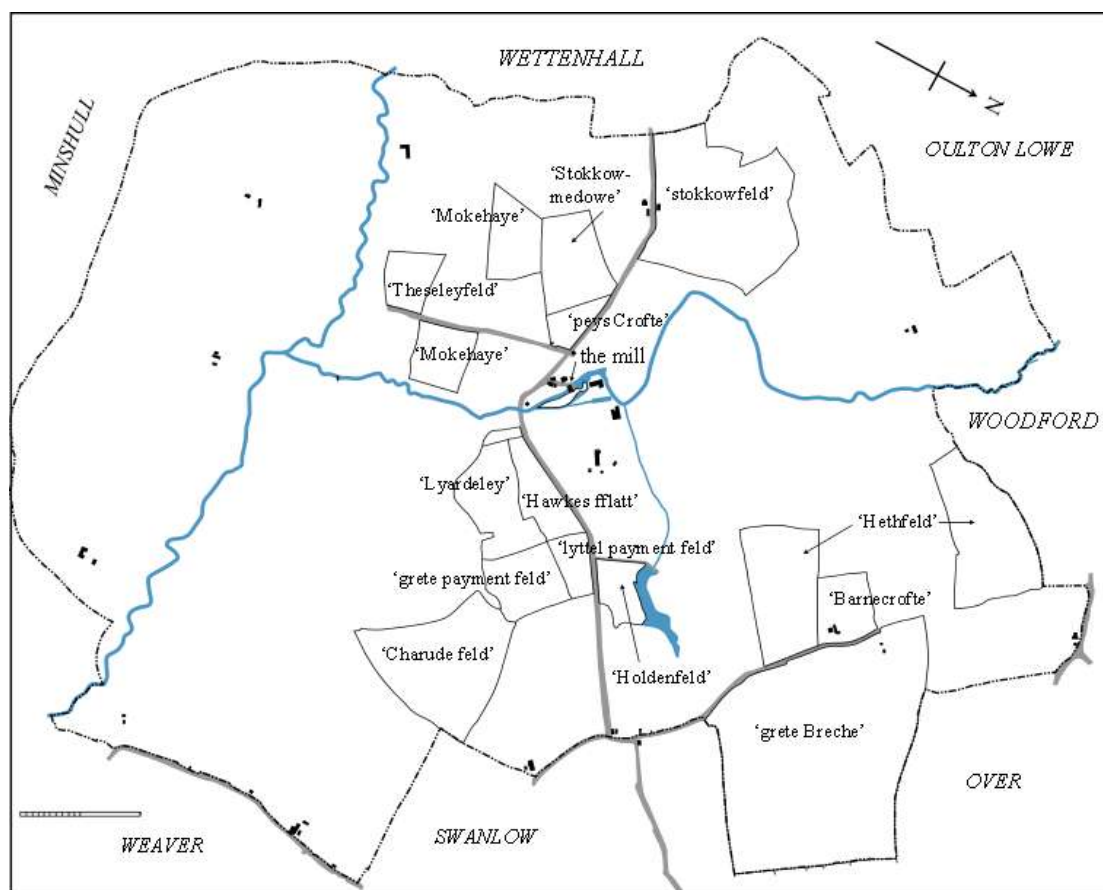 WETTENHALL
N
MINSHULL
OULTON LOWE
‘Stokkow-
medowe’
‘stokkowfeld’
‘Mokehaye’
‘Theseleyfeld’
‘peys Crofte’
‘Mokehaye’
the mill
WOODFORD
‘Lyardeley’
‘Hawkes fflatt’
‘Hethfeld’
‘lyttel payment feld’
‘grete payment feld’
‘Barnecrofte’
‘Charude feld’
‘Holdenfeld’
‘grete Breche’
OVER
WEAVER
SWANLOW